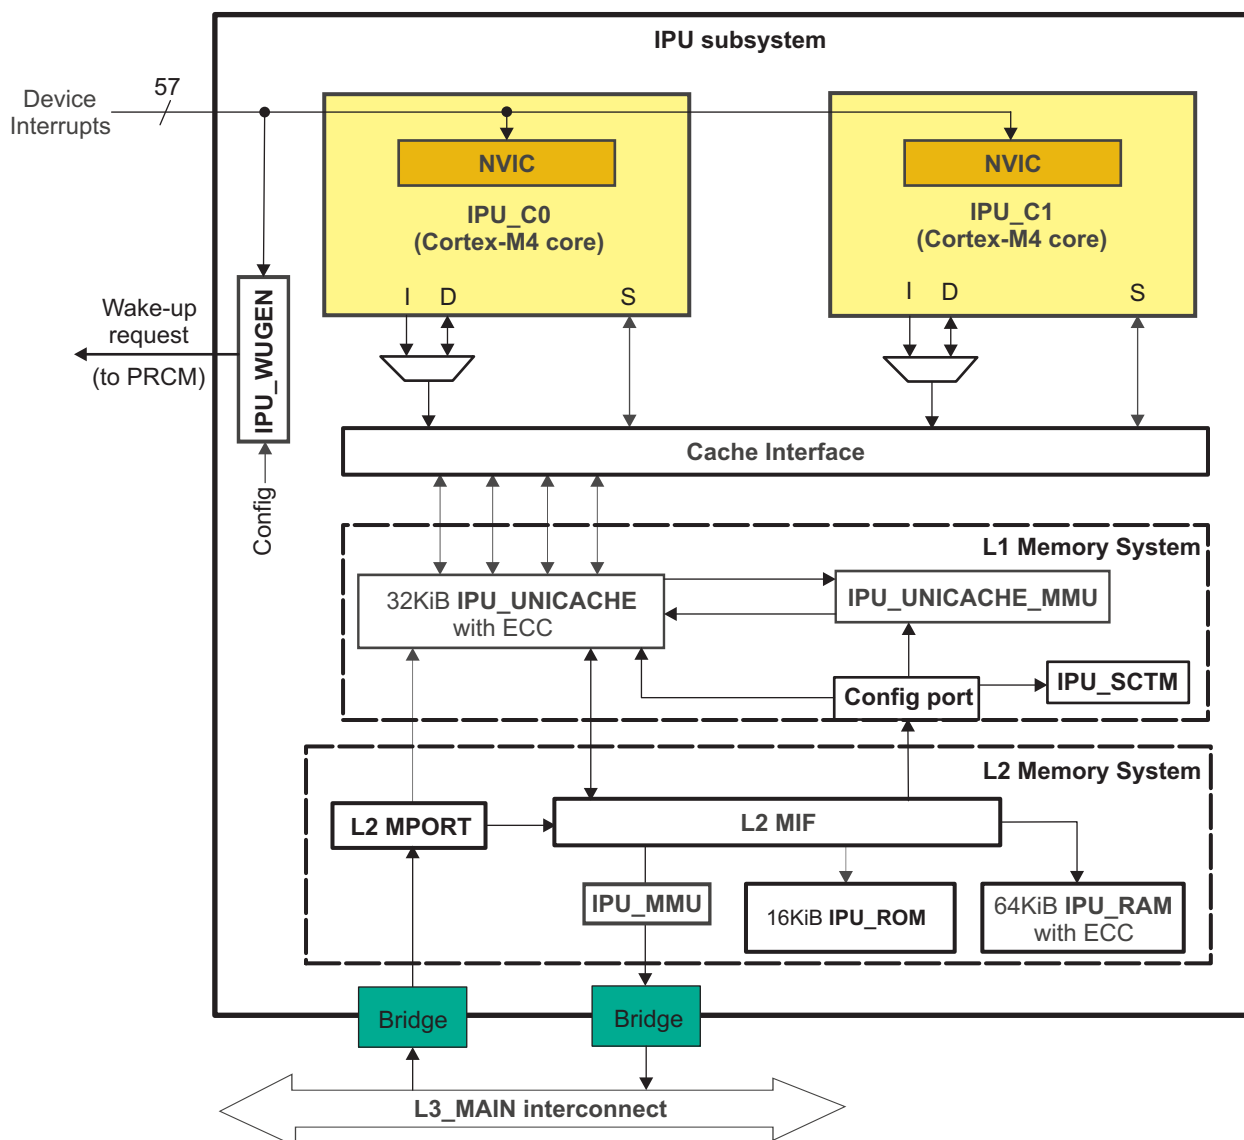 IPU subsystem
57
Device
Interrupts
NVIC
NVIC
IPU_C0
(Cortex-M4 core)
IPU_C1
(Cortex-M4 core)
I D S
I D S
Wake-up
request
(to PRCM)
IPU_WUGEN
Config
Cache Interface
L1 Memory System
32KiB IPU_UNICACHE
with ECC
IPU_UNICACHE_MMU
Config port
IPU_SCTM
L2 Memory System
L2 MPORT
L2 MIF
IPU_MMU
16KiB IPU_ROM
64KiB IPU_RAM
with ECC
Bridge
Bridge
L3_MAIN interconnect